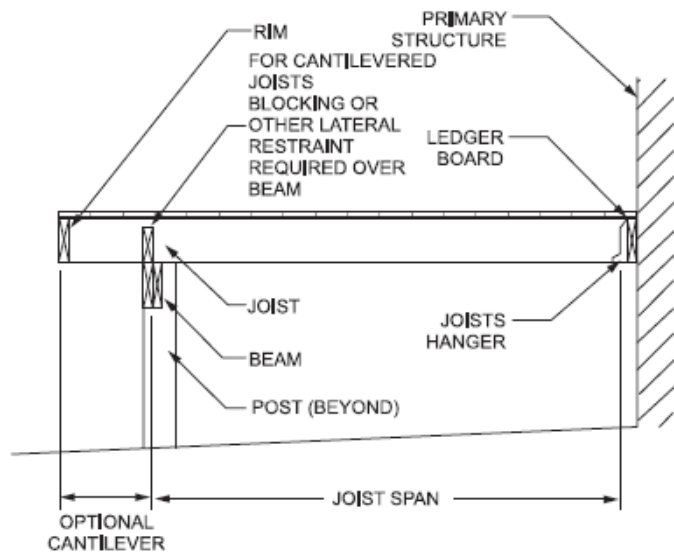 RIM
FOR CANTILEVERED
JOISTS
BLOCKING OR
OTHER LATERAL
RESTRAINT
REQUIRED OVER
BEAM
PRIMARY
STRUCTURE
LEDGER
BOARD
JOIST
BEAM
POST (BEYOND)
JOISTS
HANGER
JOIST SPAN
OPTIONAL
CANTILEVER